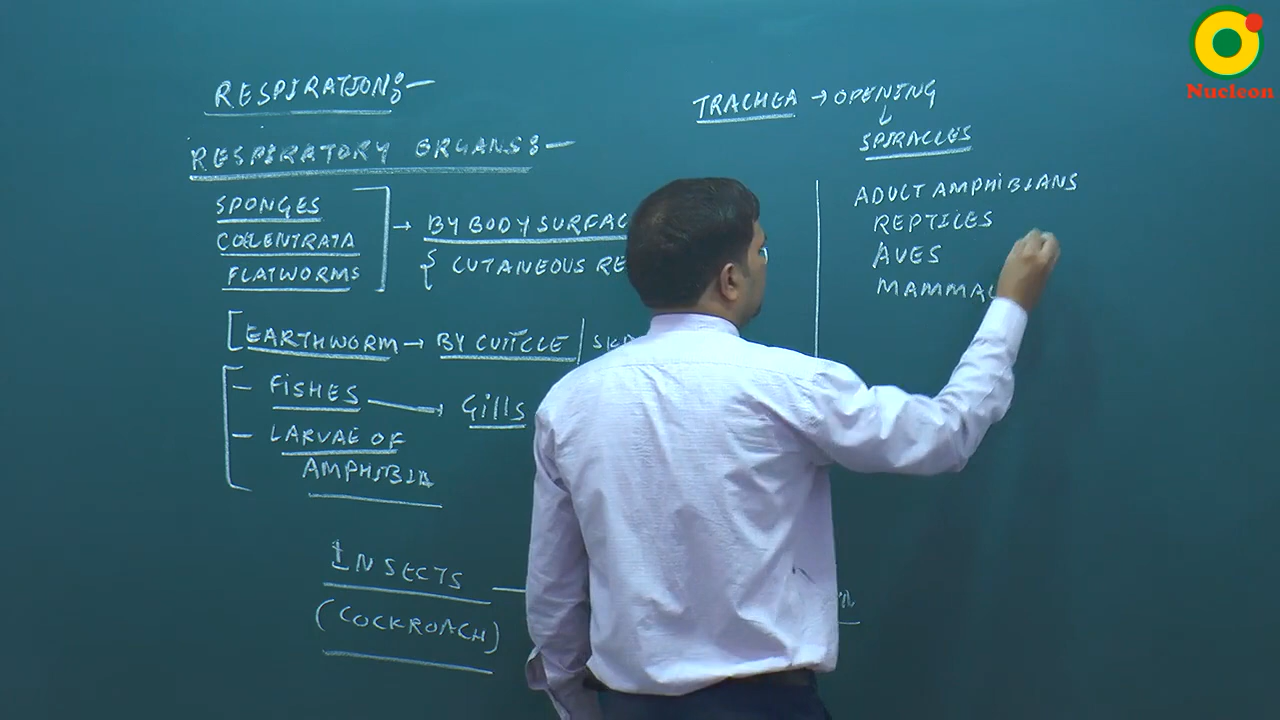 RESPIRATION:-
RESPIRATORY ORGANS:-
SPONGES
COELENTRATA
FLATWORMS
→ BY BODY SURFAC
{ CUTANEOUS RE
[EARTHWORM → BY CUTICLE |
- FISHES → Gills
- LARVAE OF
AMPHIBIA
INSECTS
(COCKROACH)
TRACHEA → OPENING
↓
SPIRACLES
ADULT AMPHIBIANS
REPTILES
AVES
MAMMAL
Nucleon